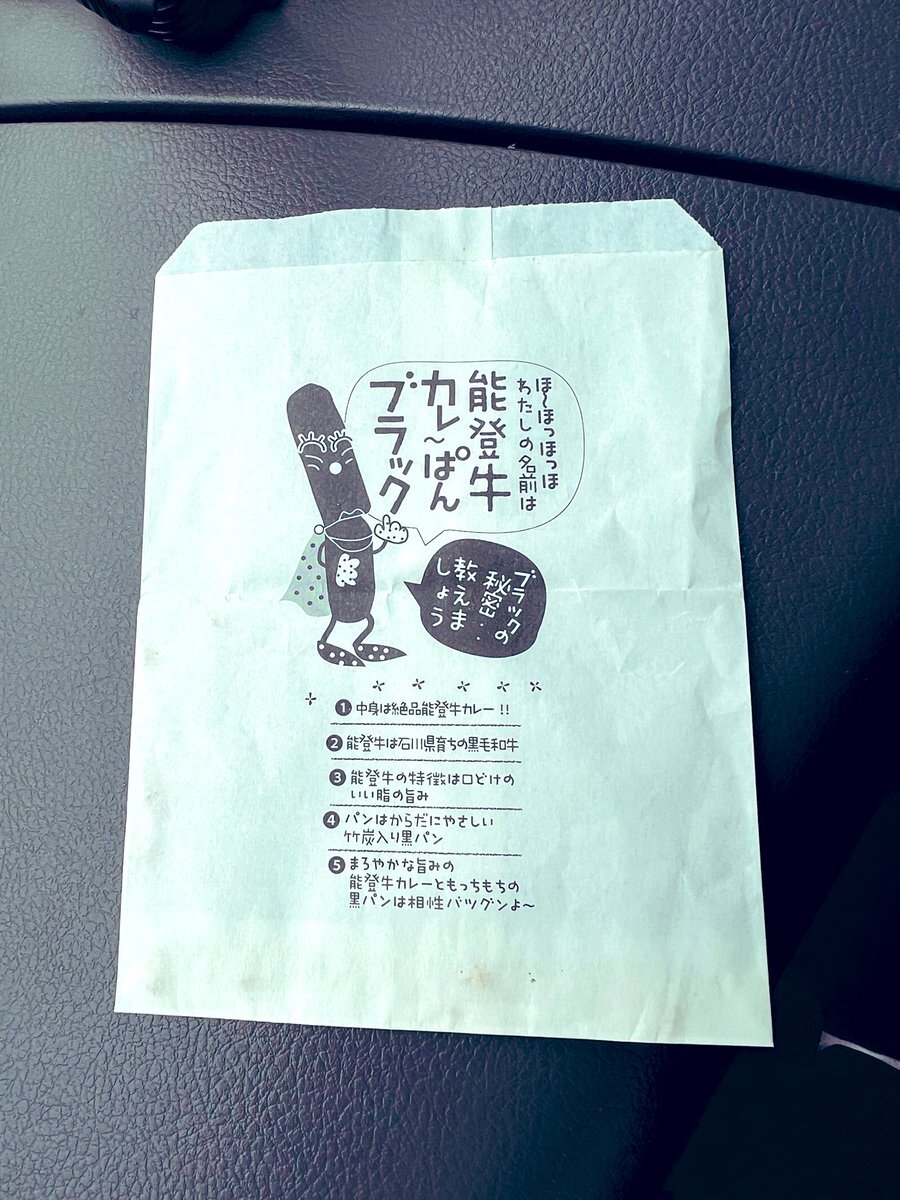 ほ〜ほっほっほ
わたしの名前は
能登牛
カレ〜ぱん
ブラック
ブラックの
秘密…
教えま
しょう
❶中身は絶品能登牛カレー!!
❷能登牛は石川県育ちの黒毛和牛
❸能登牛の特徴は口どけの
いい脂の旨み
❹パンはからだにやさしい
竹炭入り黒パン
❺まろやかな旨みの
能登牛カレーともっちもちの
黒パンは相性バツグンよ〜